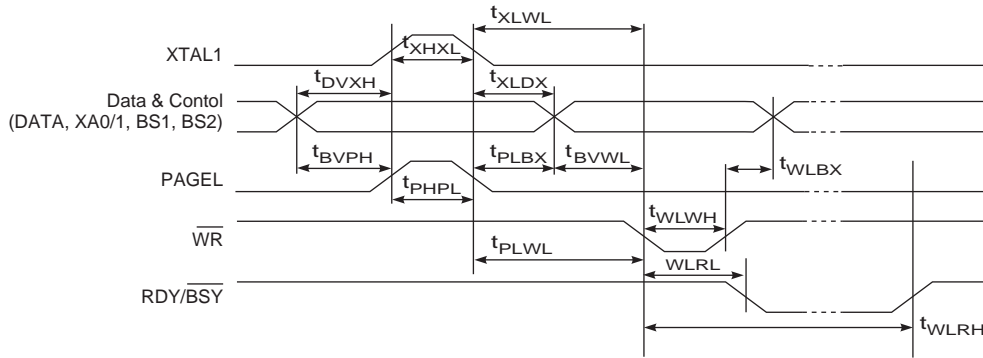 tXLWL
XTAL1
tXHXL
tDVXH
tXLDX
Data & Contol
(DATA, XA0/1, BS1, BS2)
tBVPH
tPLBX
tBVWL
tWLBX
PAGEL
tPHPL
tWLWH
WR
tPLWL
WLRL
RDY/BSY
tWLRH